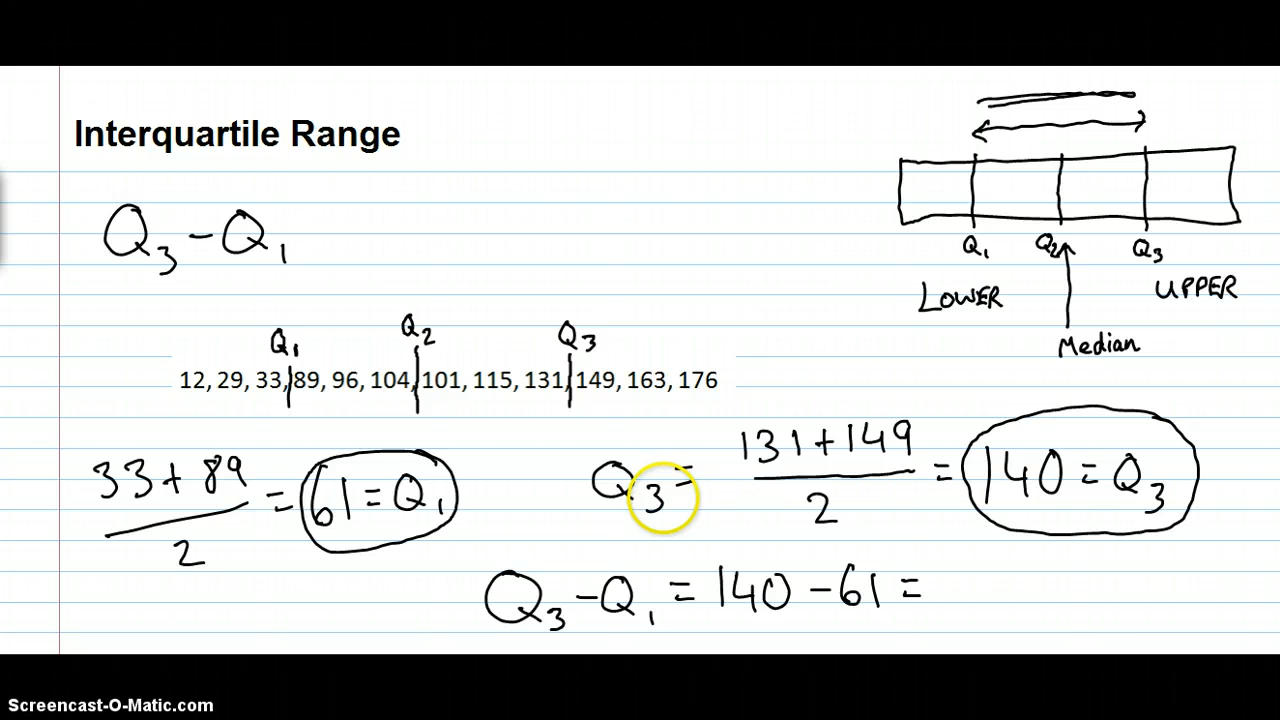 Interquartile Range
Q3 - Q1
Q1 Q2 Q3
LOWER UPPER
Median
Q1 Q2 Q3
12, 29, 33, 89, 96, 104, 101, 115, 131, 149, 163, 176
33 + 89 / 2 = 61 = Q1
Q3 = 131 + 149 / 2 = 140 = Q3
Q3 - Q1 = 140 - 61 =
Screencast-O-Matic.com